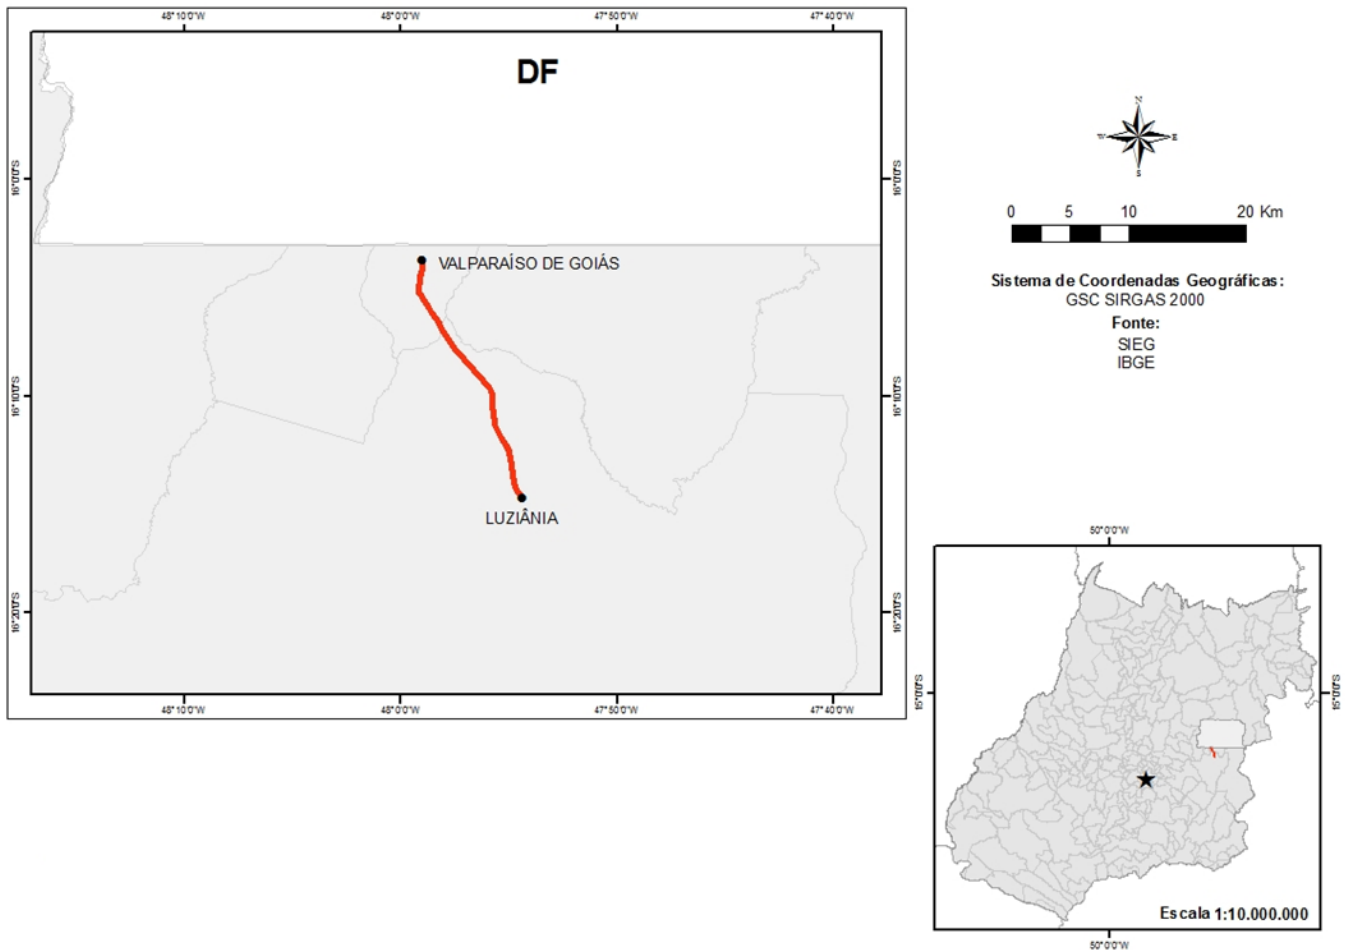 48°10'0"W 48°0'0"W 47°50'0"W 47°40'0"W
DF
16°0'0"S 16°0'0"S
VALPARAÍSO DE GOIÁS
16°10'0"S 16°10'0"S
LUZIÂNIA
16°20'0"S 16°20'0"S
48°10'0"W 48°0'0"W 47°50'0"W 47°40'0"W
N
W E
S
0 5 10 20 Km
Sistema de Coordenadas Geográficas:
GSC SIRGAS 2000
Fonte:
SIEG
IBGE
50°0'0"W
15°0'0"S 15°0'0"S
Escala 1:10.000.000
50°0'0"W